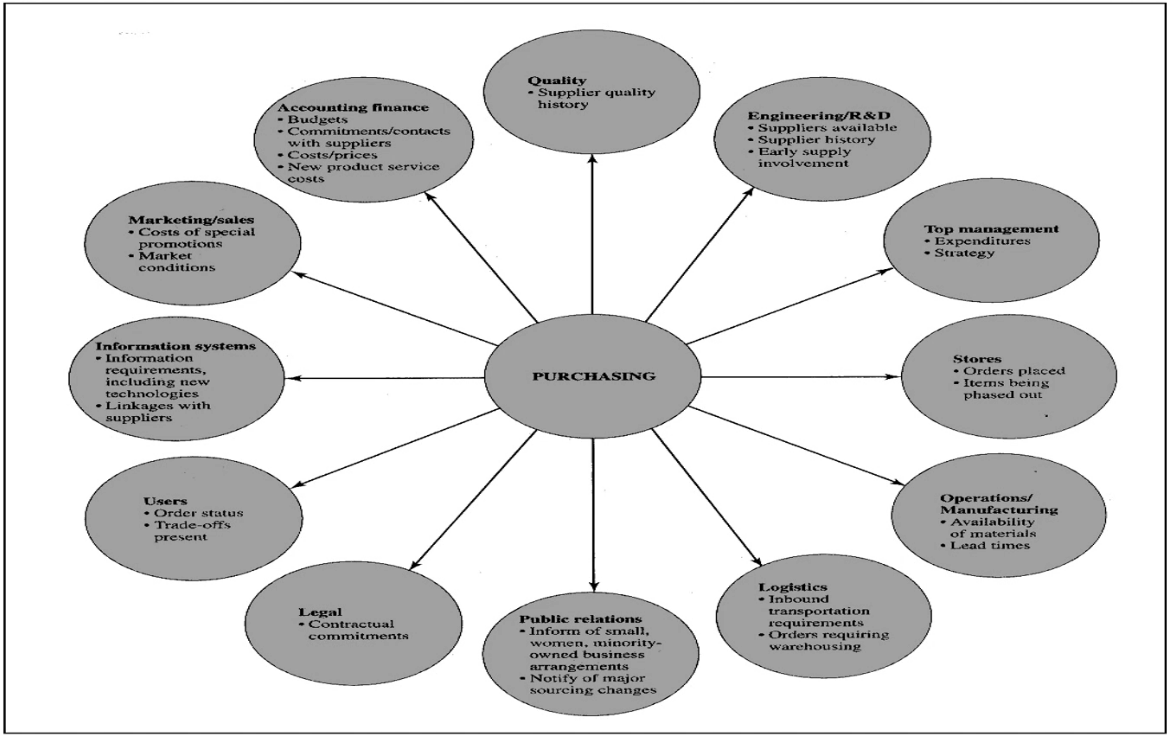 Quality
• Supplier quality
history
Accounting finance
• Budgets
• Commitments/contacts
with suppliers
• Costs/prices
• New product service
costs
Engineering/R&D
• Suppliers available
• Supplier history
• Early supply
involvement
Marketing/sales
• Costs of special
promotions
• Market
conditions
Top management
• Expenditures
• Strategy
Information systems
• Information
requirements,
including new
technologies
• Linkages with
suppliers
PURCHASING
Stores
• Orders placed
• Items being
phased out
Users
• Order status
• Trade-offs
present
Operations/
Manufacturing
• Availability
of materials
• Lead times
Legal
• Contractual
commitments
Public relations
• Inform of small,
women, minority-
owned business
arrangements
• Notify of major
sourcing changes
Logistics
• Inbound
transportation
requirements
• Orders requiring
warehousing